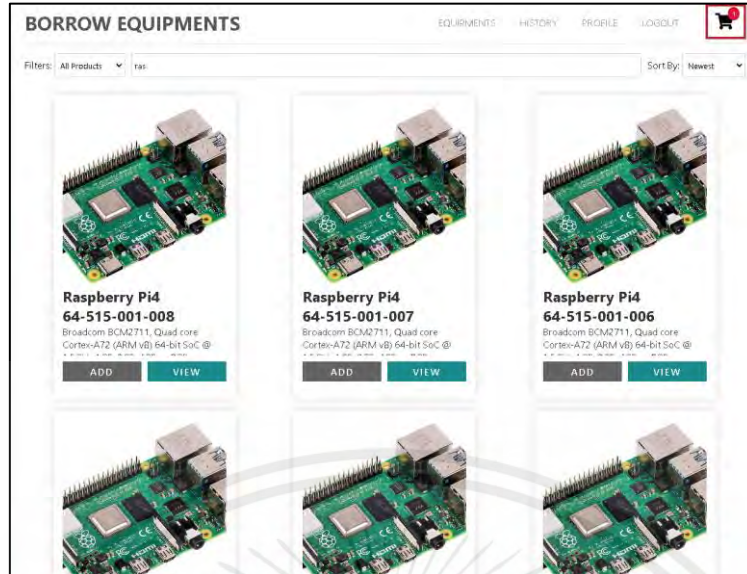 BORROW EQUIPMENTS
EQUIPMENTS HISTORY PROFILE LOGOUT
1
Filters: All Products ras Sort By: Newest
Raspberry Pi4 Raspberry Pi4 Raspberry Pi4
64-515-001-008 64-515-001-007 64-515-001-006
Broadcom BCM2711, Quad core Broadcom BCM2711, Quad core Broadcom BCM2711, Quad core
Cortex-A72 (ARM v8) 64-bit SoC @ Cortex-A72 (ARM v8) 64-bit SoC @ Cortex-A72 (ARM v8) 64-bit SoC @
ADD VIEW ADD VIEW ADD VIEW